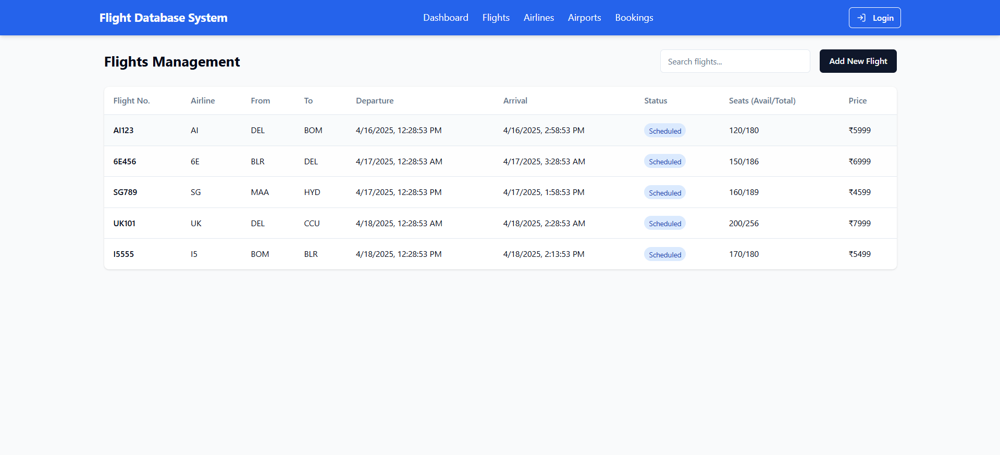 Flight Database System Dashboard Flights Airlines Airports Bookings Login
Flights Management Search flights... Add New Flight
Flight No. Airline From To Departure Arrival Status Seats (Avail/Total) Price
AI123 AI DEL BOM 4/16/2025, 12:28:53 PM 4/16/2025, 2:58:53 PM Scheduled 120/180 ₹5999
6E456 6E BLR DEL 4/17/2025, 12:28:53 AM 4/17/2025, 3:28:53 AM Scheduled 150/186 ₹6999
SG789 SG MAA HYD 4/17/2025, 12:28:53 PM 4/17/2025, 1:58:53 PM Scheduled 160/189 ₹4599
UK101 UK DEL CCU 4/18/2025, 12:28:53 AM 4/18/2025, 2:28:53 AM Scheduled 200/256 ₹7999
I5555 I5 BOM BLR 4/18/2025, 12:28:53 PM 4/18/2025, 2:13:53 PM Scheduled 170/180 ₹5499